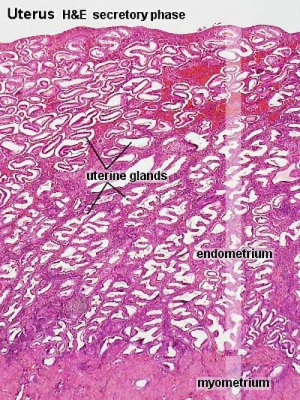 Uterus H&E secretory phase
uterine glands
endometrium
myometrium